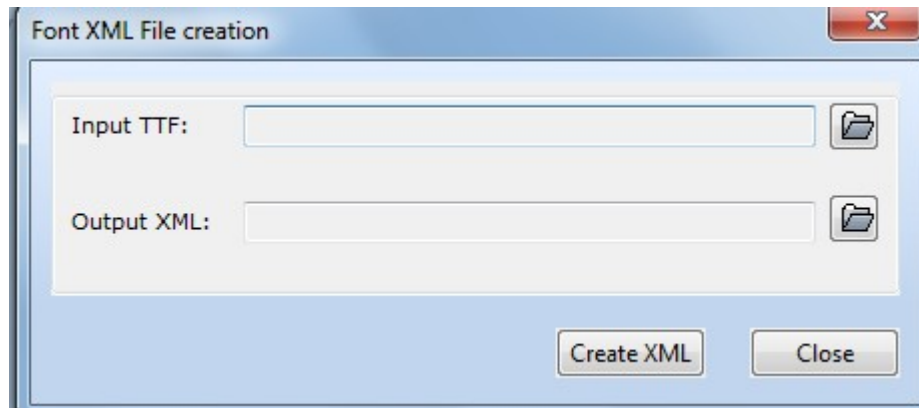 Font XML File creation
Input TTF:
Output XML:
Create XML Close